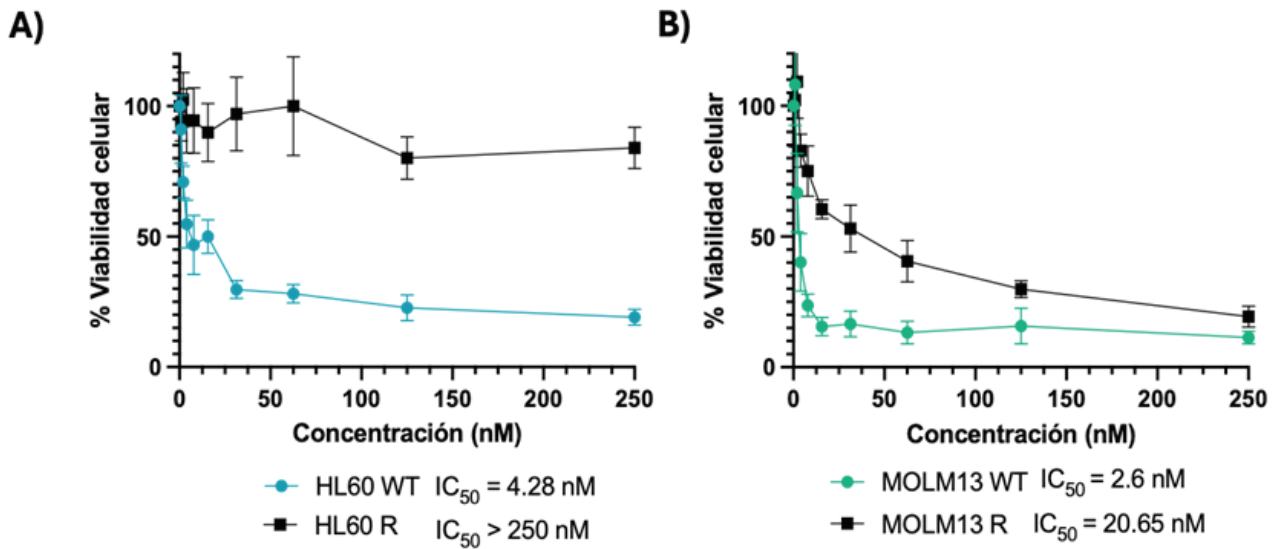 A)
% Viabilidad celular
100
50
0
0 50 100 150 200 250
Concentración (nM)
HL60 WT IC50 = 4.28 nM
HL60 R IC50 > 250 nM
B)
% Viabilidad celular
100
50
0
0 50 100 150 200 250
Concentración (nM)
MOLM13 WT IC50 = 2.6 nM
MOLM13 R IC50 = 20.65 nM